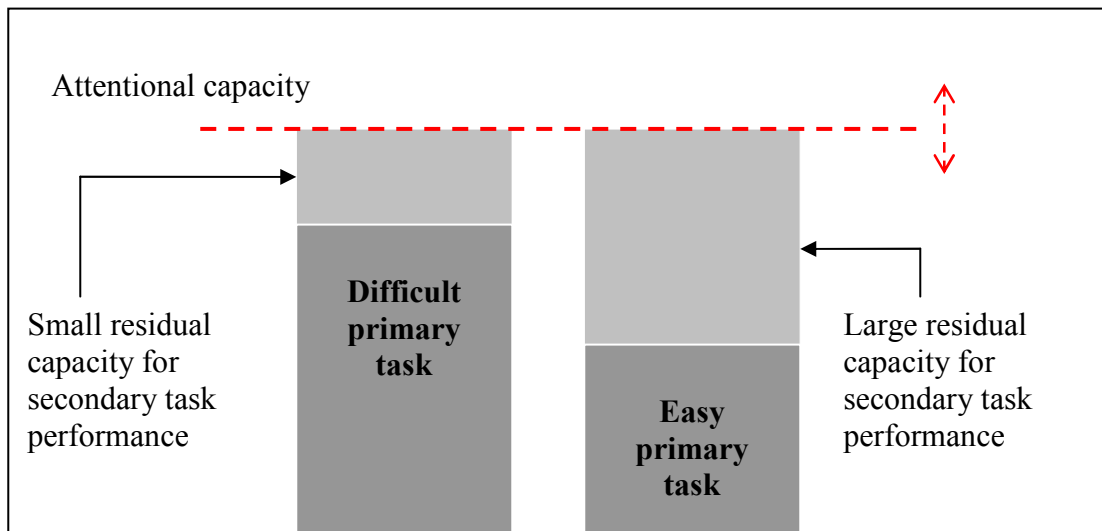 Attentional capacity
Difficult
primary
task
Small residual
capacity for
secondary task
performance
Easy
primary
task
Large residual
capacity for
secondary task
performance